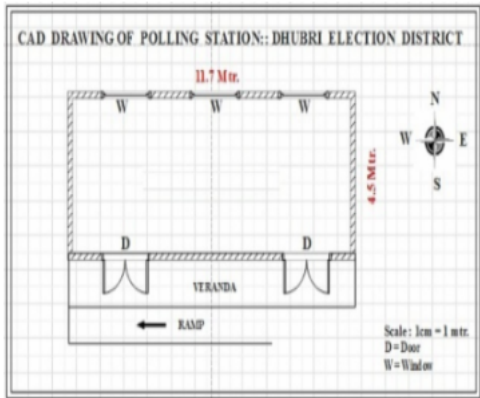 CAD DRAWING OF POLLING STATION:: DHUBRI ELECTION DISTRICT
11.7 Mtr.
W W W
N
W E
S
4.5 Mtr.
D D
VERANDA
RAMP
Scale : 1cm = 1 mtr.
D=Door
W=Window